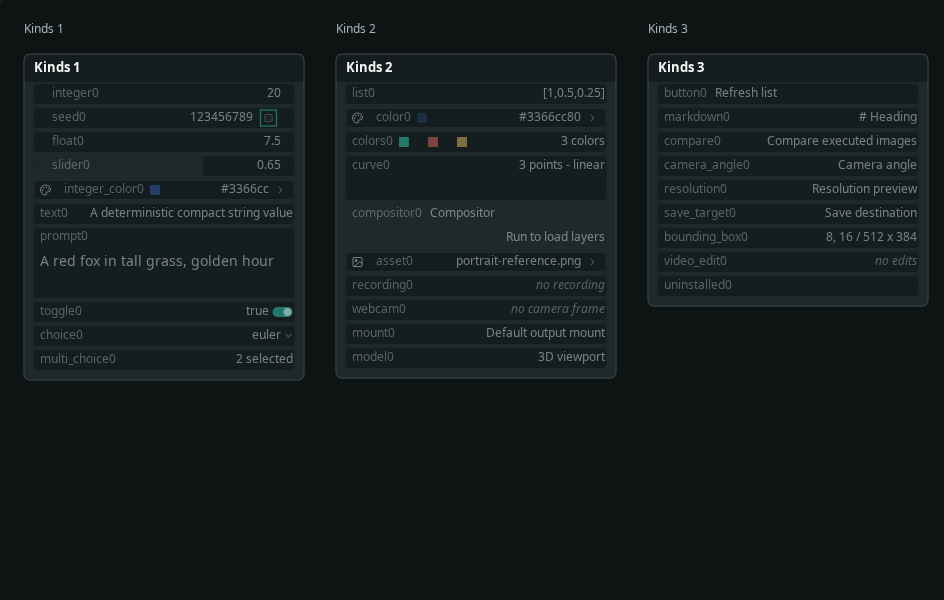 Kinds 1
Kinds 2
Kinds 3
Kinds 1
integer0 20
seed0 123456789
float0 7.5
slider0 0.65
integer_color0 #3366cc
text0 A deterministic compact string value
prompt0
A red fox in tall grass, golden hour
toggle0 true
choice0 euler
multi_choice0 2 selected
Kinds 2
list0 [1,0.5,0.25]
color0 #3366cc80
colors0 3 colors
curve0 3 points - linear
compositor0 Compositor
Run to load layers
asset0 portrait-reference.png
recording0 no recording
webcam0 no camera frame
mount0 Default output mount
model0 3D viewport
Kinds 3
button0 Refresh list
markdown0 # Heading
compare0 Compare executed images
camera_angle0 Camera angle
resolution0 Resolution preview
save_target0 Save destination
bounding_box0 8, 16 / 512 x 384
video_edit0 no edits
uninstalled0